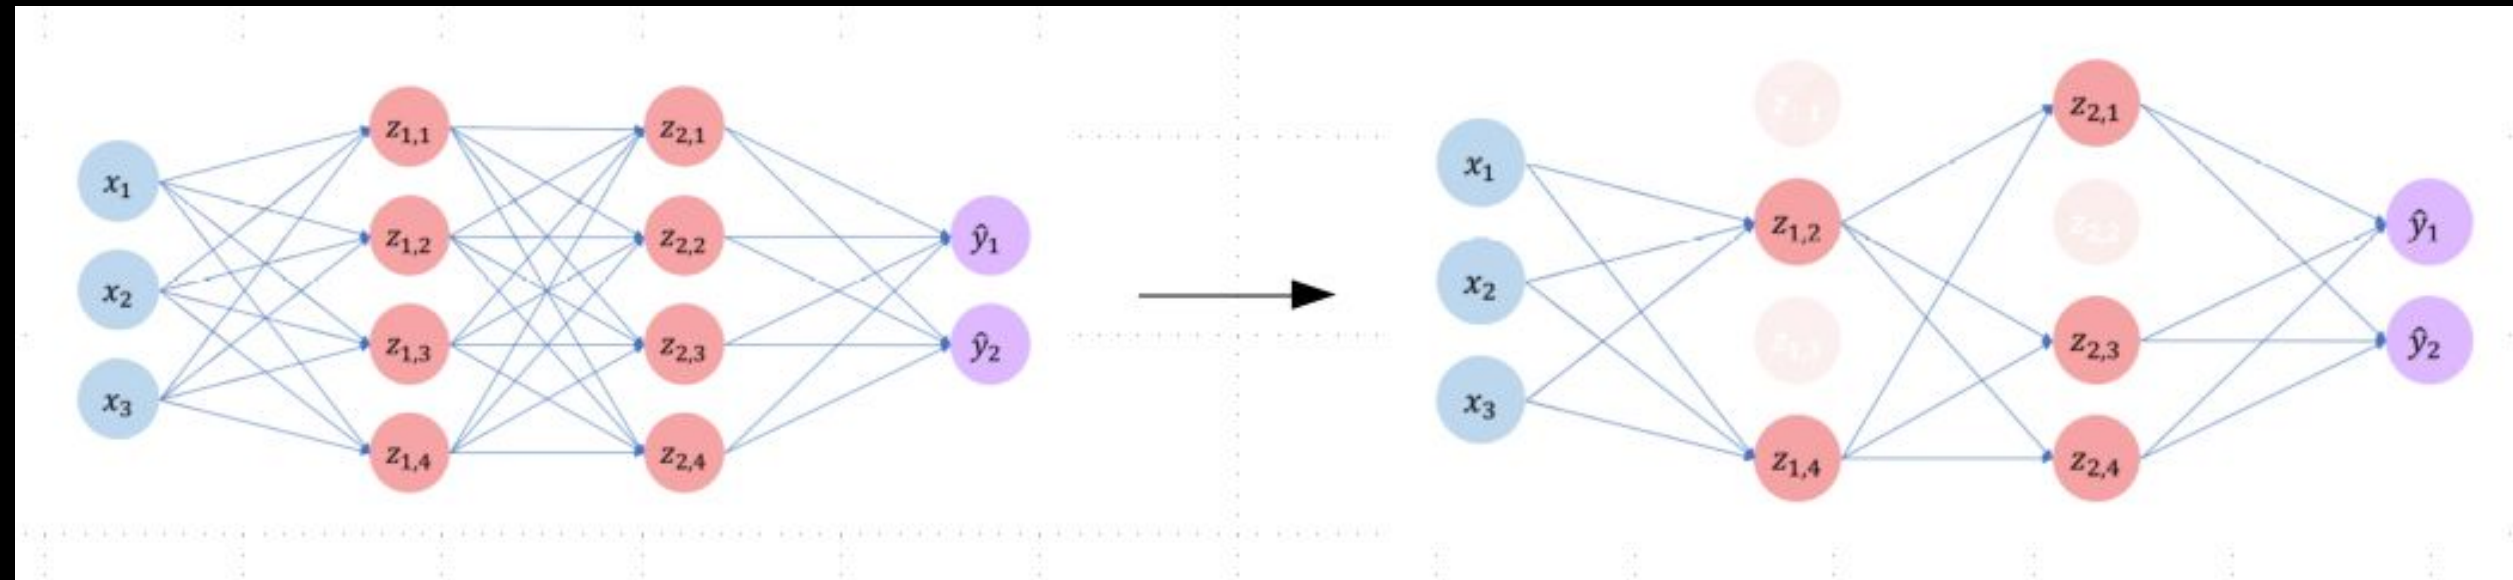 x₁
x₂
x₃
z₁,₁
z₁,₂
z₁,₃
z₁,₄
z₂,₁
z₂,₂
z₂,₃
z₂,₄
ŷ₁
ŷ₂
x₁
x₂
x₃
z₁,₂
z₁,₄
z₂,₁
z₂,₃
z₂,₄
ŷ₁
ŷ₂